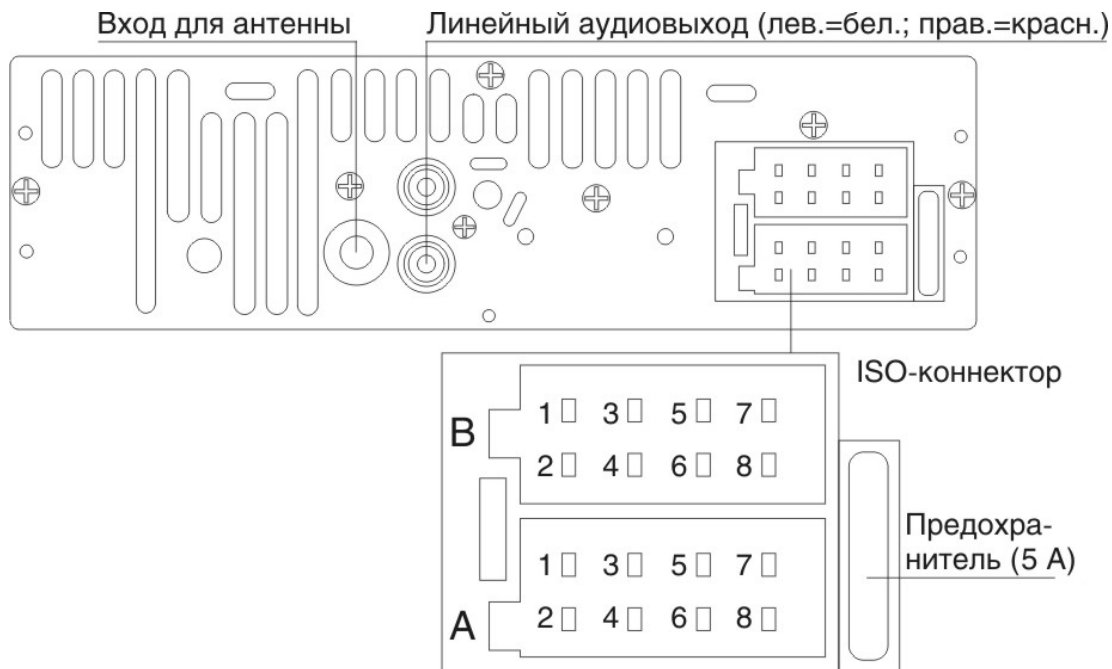 Вход для антенны
Линейный аудиовыход (лев.=бел.; прав.=красн.)
ISO-коннектор
B
1 3 5 7
2 4 6 8
Предохра-
нитель (5 А)
A
1 3 5 7
2 4 6 8